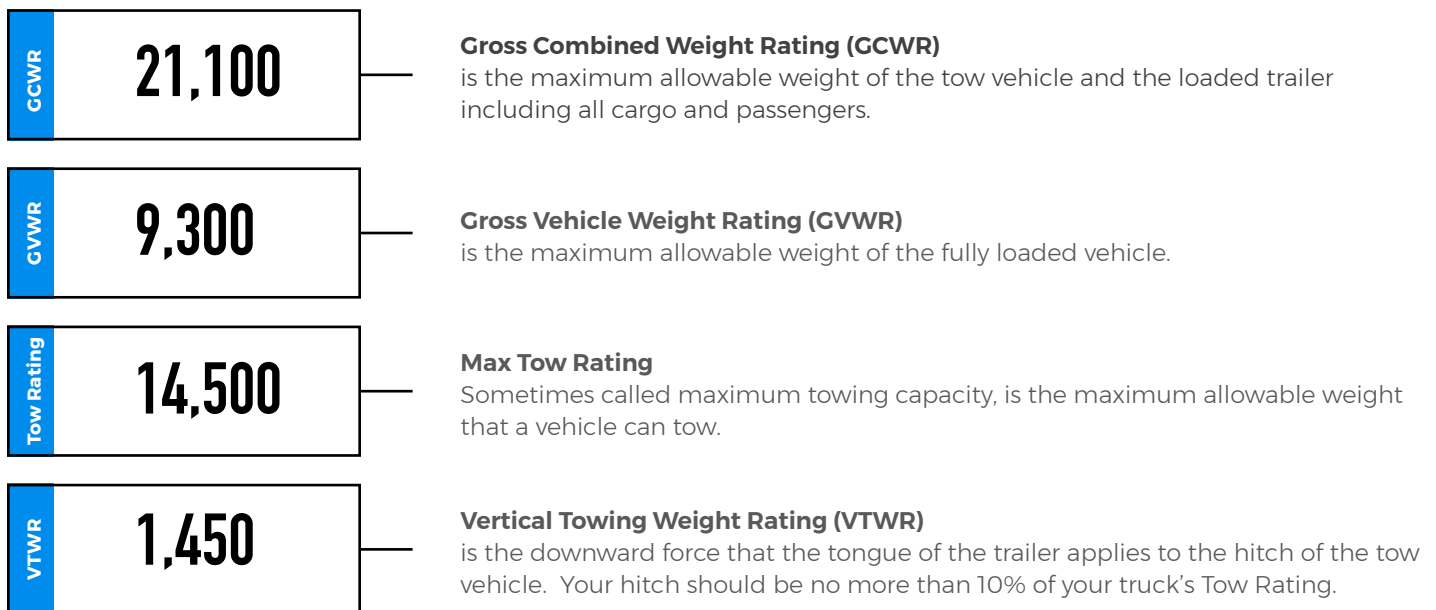 GCWR
21,100
Gross Combined Weight Rating (GCWR)
is the maximum allowable weight of the tow vehicle and the loaded trailer
including all cargo and passengers.
GVWR
9,300
Gross Vehicle Weight Rating (GVWR)
is the maximum allowable weight of the fully loaded vehicle.
Tow Rating
14,500
Max Tow Rating
Sometimes called maximum towing capacity, is the maximum allowable weight
that a vehicle can tow.
VTWR
1,450
Vertical Towing Weight Rating (VTWR)
is the downward force that the tongue of the trailer applies to the hitch of the tow
vehicle.  Your hitch should be no more than 10% of your truck's Tow Rating.